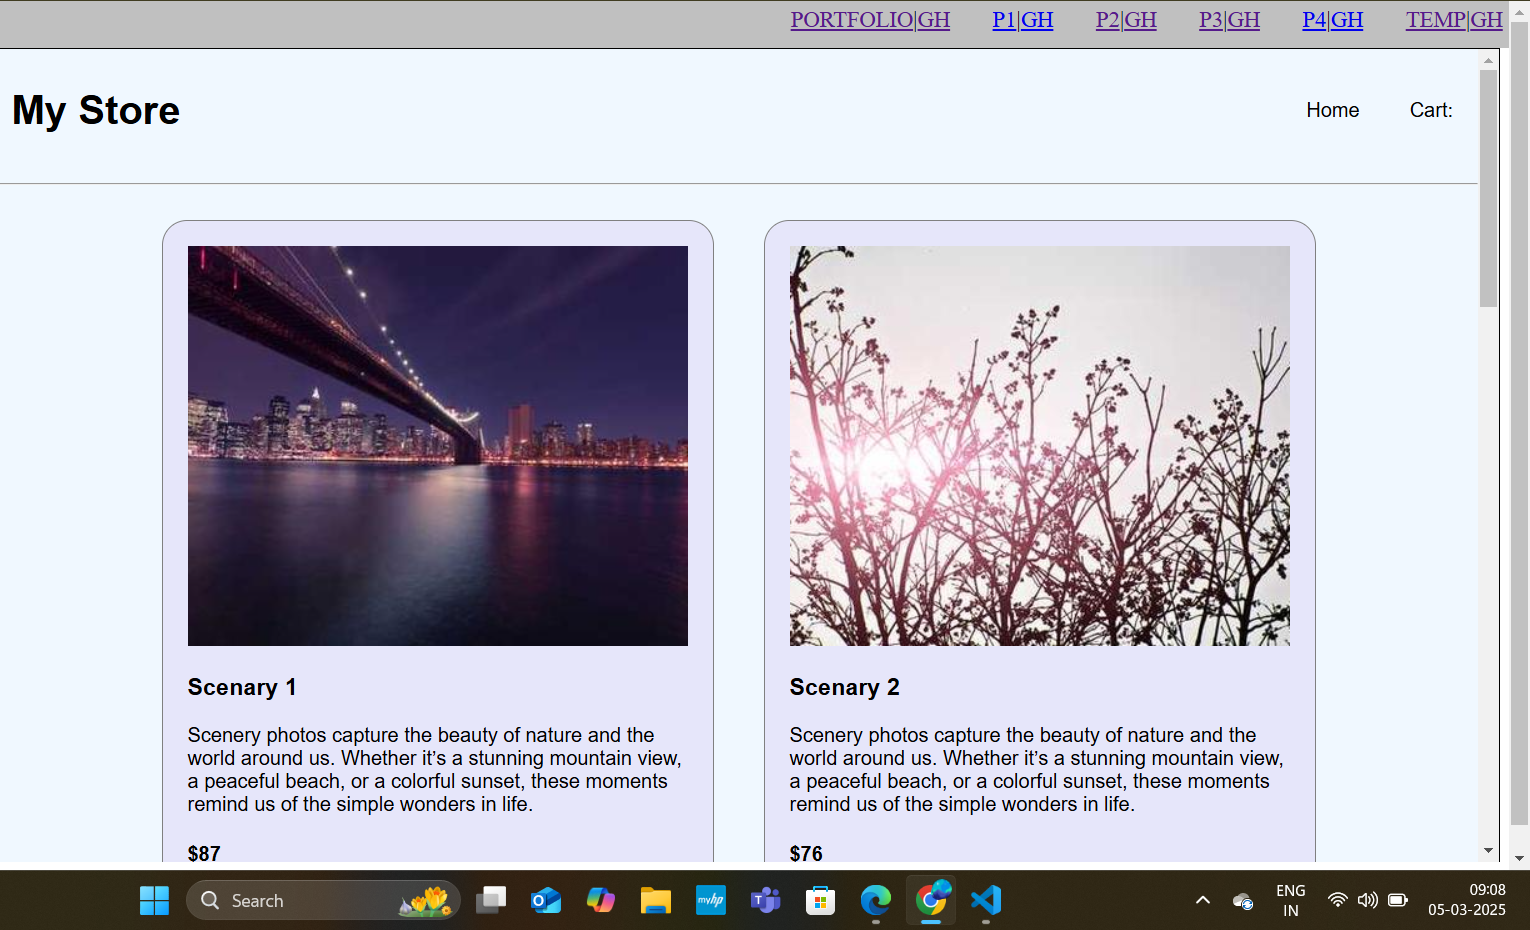 PORTFOLIO|GH P1|GH P2|GH P3|GH P4|GH TEMP|GH
My Store
Home Cart:
Scenary 1
Scenery photos capture the beauty of nature and the
world around us. Whether it’s a stunning mountain view,
a peaceful beach, or a colorful sunset, these moments
remind us of the simple wonders in life.
$87
Scenary 2
Scenery photos capture the beauty of nature and the
world around us. Whether it’s a stunning mountain view,
a peaceful beach, or a colorful sunset, these moments
remind us of the simple wonders in life.
$76
Search
myhp
ENG
IN
09:08
05-03-2025